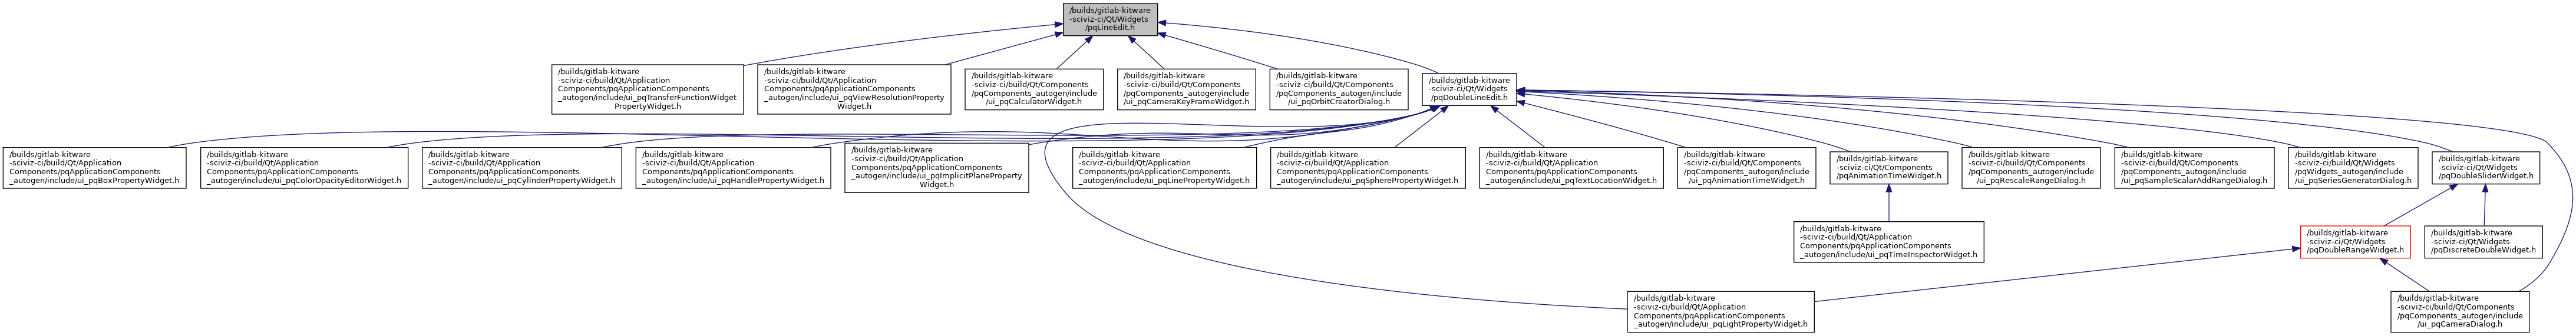 /builds/gitlab-kitware
-sciviz-ci/Qt/Widgets
/pqLineEdit.h
/builds/gitlab-kitware
-sciviz-ci/build/Qt/Application
Components/pqApplicationComponents
_autogen/include/ui_pqTransferFunctionWidget
PropertyWidget.h
/builds/gitlab-kitware
-sciviz-ci/build/Qt/Application
Components/pqApplicationComponents
_autogen/include/ui_pqViewResolutionProperty
Widget.h
/builds/gitlab-kitware
-sciviz-ci/build/Qt/Components
/pqComponents_autogen/include
/ui_pqCalculatorWidget.h
/builds/gitlab-kitware
-sciviz-ci/build/Qt/Components
/pqComponents_autogen/include
/ui_pqCameraKeyFrameWidget.h
/builds/gitlab-kitware
-sciviz-ci/build/Qt/Components
/pqComponents_autogen/include
/ui_pqOrbitCreatorDialog.h
/builds/gitlab-kitware
-sciviz-ci/Qt/Widgets
/pqDoubleLineEdit.h
/builds/gitlab-kitware
-sciviz-ci/build/Qt/Application
Components/pqApplicationComponents
_autogen/include/ui_pqBoxPropertyWidget.h
/builds/gitlab-kitware
-sciviz-ci/build/Qt/Application
Components/pqApplicationComponents
_autogen/include/ui_pqColorOpacityEditorWidget.h
/builds/gitlab-kitware
-sciviz-ci/build/Qt/Application
Components/pqApplicationComponents
_autogen/include/ui_pqCylinderPropertyWidget.h
/builds/gitlab-kitware
-sciviz-ci/build/Qt/Application
Components/pqApplicationComponents
_autogen/include/ui_pqHandlePropertyWidget.h
/builds/gitlab-kitware
-sciviz-ci/build/Qt/Application
Components/pqApplicationComponents
_autogen/include/ui_pqImplicitPlaneProperty
Widget.h
/builds/gitlab-kitware
-sciviz-ci/build/Qt/Application
Components/pqApplicationComponents
_autogen/include/ui_pqLinePropertyWidget.h
/builds/gitlab-kitware
-sciviz-ci/build/Qt/Application
Components/pqApplicationComponents
_autogen/include/ui_pqSpherePropertyWidget.h
/builds/gitlab-kitware
-sciviz-ci/build/Qt/Application
Components/pqApplicationComponents
_autogen/include/ui_pqTextLocationWidget.h
/builds/gitlab-kitware
-sciviz-ci/build/Qt/Components
/pqComponents_autogen/include
/ui_pqAnimationTimeWidget.h
/builds/gitlab-kitware
-sciviz-ci/Qt/Components
/pqAnimationTimeWidget.h
/builds/gitlab-kitware
-sciviz-ci/build/Qt/Components
/pqComponents_autogen/include
/ui_pqRescaleRangeDialog.h
/builds/gitlab-kitware
-sciviz-ci/build/Qt/Components
/pqComponents_autogen/include
/ui_pqSampleScalarAddRangeDialog.h
/builds/gitlab-kitware
-sciviz-ci/build/Qt/Widgets
/pqWidgets_autogen/include
/ui_pqSeriesGeneratorDialog.h
/builds/gitlab-kitware
-sciviz-ci/Qt/Widgets
/pqDoubleSliderWidget.h
/builds/gitlab-kitware
-sciviz-ci/build/Qt/Application
Components/pqApplicationComponents
_autogen/include/ui_pqTimeInspectorWidget.h
/builds/gitlab-kitware
-sciviz-ci/Qt/Widgets
/pqDoubleRangeWidget.h
/builds/gitlab-kitware
-sciviz-ci/Qt/Widgets
/pqDiscreteDoubleWidget.h
/builds/gitlab-kitware
-sciviz-ci/build/Qt/Application
Components/pqApplicationComponents
_autogen/include/ui_pqLightPropertyWidget.h
/builds/gitlab-kitware
-sciviz-ci/build/Qt/Components
/pqComponents_autogen/include
/ui_pqCameraDialog.h